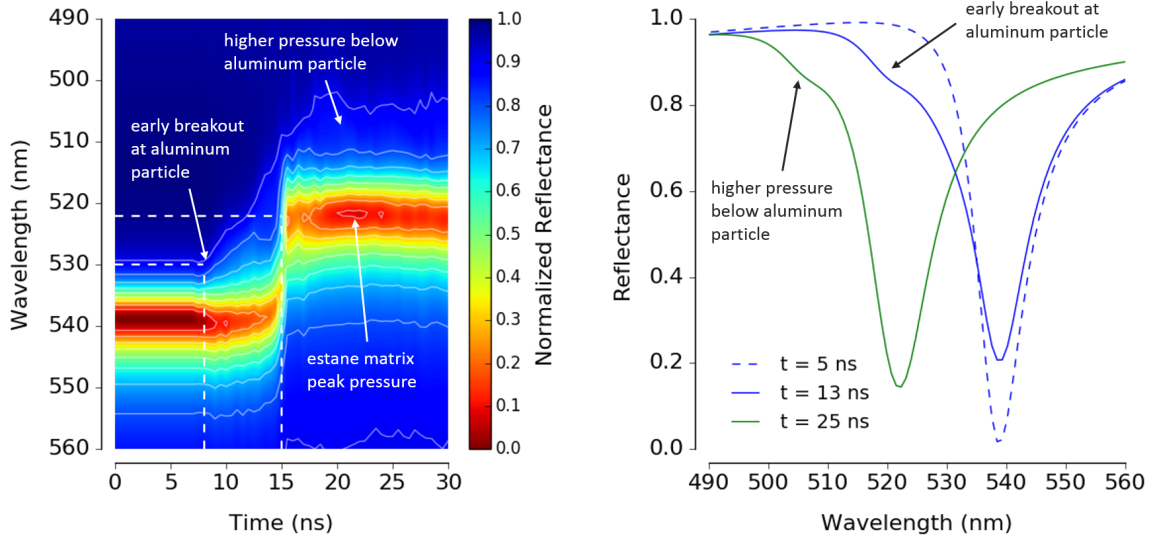 490
500
510
520
530
540
550
560
Wavelength (nm)
0
5
10
15
20
25
30
Time (ns)
higher pressure below
aluminum particle
early breakout
at aluminum
particle
estane matrix
peak pressure
1.0
0.9
0.8
0.7
0.6
0.5
0.4
0.3
0.2
0.1
0.0
Normalized Reflectance
1.0
0.8
0.6
0.4
0.2
0.0
Reflectance
early breakout at
aluminum particle
higher pressure
below aluminum
particle
t = 5 ns
t = 13 ns
t = 25 ns
490
500
510
520
530
540
550
560
Wavelength (nm)